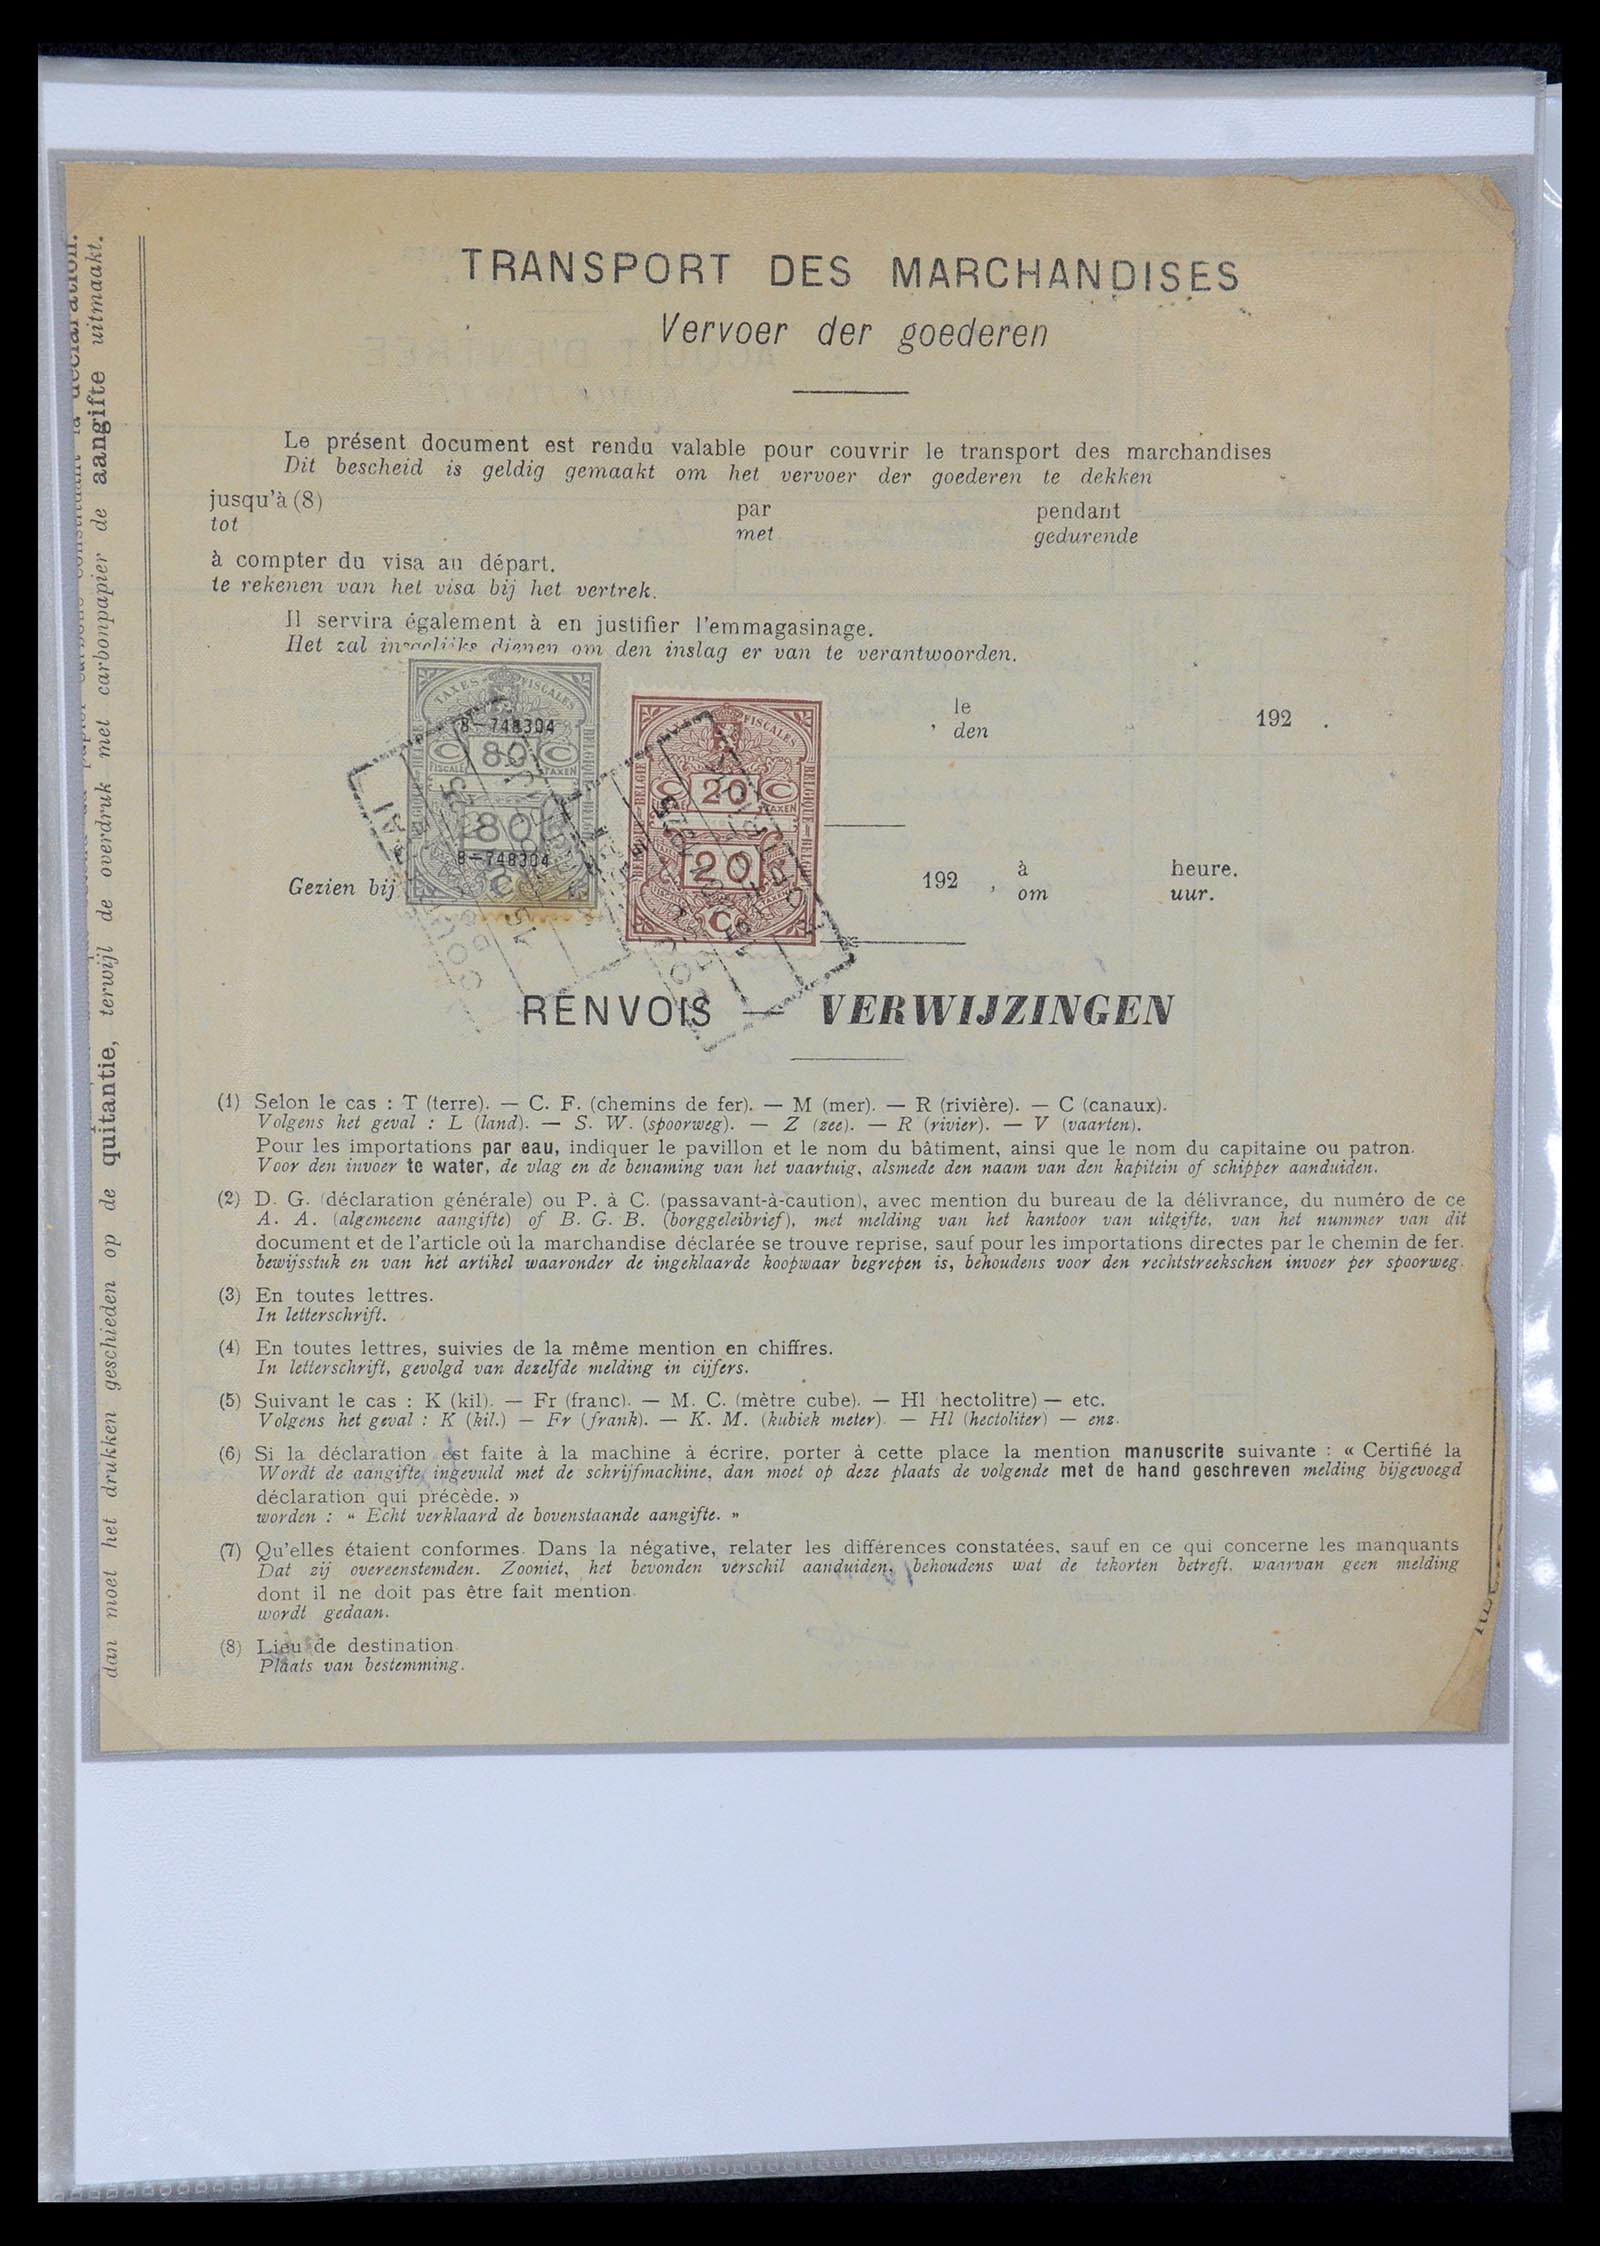 TRANSPORT DES MARCHANDISES
Vervoer der goederen
Le présent document est rendu valable pour couvrir le transport des marchandises
Dit bescheid is geldig gemaakt om het vervoer der goederen te dekken
jusqu'à (8) par pendant
tot met gedurende
à compter du visa au départ.
te rekenen van het visa bij het vertrek.
Il servira également à en justifier l'emmagasinage.
Het zal insgelijks dienen om den inslag er van te verantwoorden.
le
, den 192 .
TAXES FISCALES
8-748304
C 80 C
FISCALE TAXEN
80
8-748304
C
BELGIQUE-BELGIË
FISCALES
C 20 C
TAXEN
20
C
BELGIQUE-BELGIË
Gezien bij 192 , à heure.
om uur.
RENVOIS — VERWIJZINGEN
(1) Selon le cas : T (terre). — C. F. (chemins de fer). — M (mer). — R (rivière). — C (canaux).
Volgens het geval : L (land). — S. W. (spoorweg). — Z (zee). — R (rivier). — V (vaarten).
Pour les importations par eau, indiquer le pavillon et le nom du bâtiment, ainsi que le nom du capitaine ou patron.
Voor den invoer te water, de vlag en de benaming van het vaartuig, alsmede den naam van den kapitein of schipper aanduiden.
(2) D. G. (déclaration générale) ou P. à C. (passavant-à-caution), avec mention du bureau de la délivrance, du numéro de ce
A. A. (algemeene aangifte) of B. G. B. (borggeleibrief), met melding van het kantoor van uitgifte, van het nummer van dit
document et de l'article où la marchandise déclarée se trouve reprise, sauf pour les importations directes par le chemin de fer.
bewijsstuk en van het artikel waaronder de ingeklaarde koopwaar begrepen is, behoudens voor den rechtstreekschen invoer per spoorweg.
(3) En toutes lettres.
In letterschrift.
(4) En toutes lettres, suivies de la même mention en chiffres.
In letterschrift, gevolgd van dezelfde melding in cijfers.
(5) Suivant le cas : K (kil). — Fr (franc). — M. C. (mètre cube). — Hl (hectolitre) — etc.
Volgens het geval : K (kil.) — Fr (frank). — K. M. (kubiek meter). — Hl (hectoliter) — enz.
(6) Si la déclaration est faite à la machine à écrire, porter à cette place la mention manuscrite suivante : « Certifié la
Wordt de aangifte ingevuld met de schrijfmachine, dan moet op deze plaats de volgende met de hand geschreven melding bijgevoegd
déclaration qui précède. »
worden : « Echt verklaard de bovenstaande aangifte. »
(7) Qu'elles étaient conformes. Dans la négative, relater les différences constatées, sauf en ce qui concerne les manquants
Dat zij overeenstemden. Zooniet, het bevonden verschil aanduiden, behoudens wat de tekorten betreft, waarvan geen melding
dont il ne doit pas être fait mention.
wordt gedaan.
(8) Lieu de destination.
Plaats van bestemming.
la déclaration.
dan moet het drukken geschieden op de quitantie, terwijl de overdruk met carbonpapier de aangifte uitmaakt.